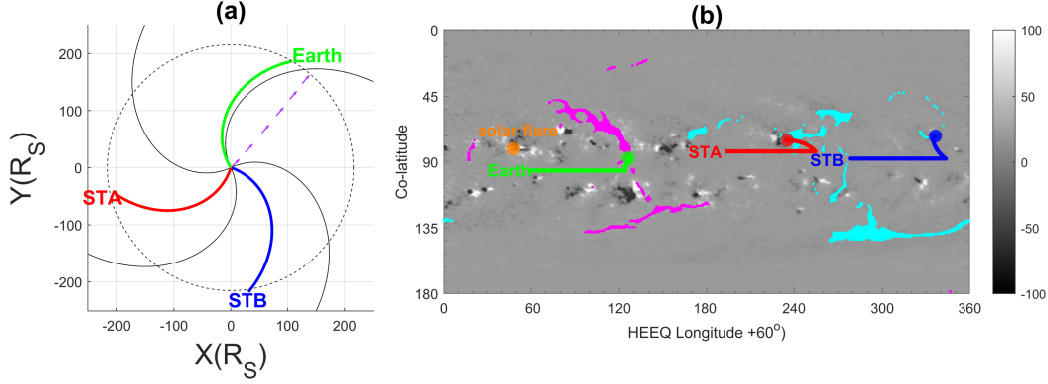 (a)
Y(R_S)
200
100
0
-100
-200
-200
-100
0
100
200
X(R_S)
Earth
STA
STB
(b)
Co-latitude
0
45
90
135
180
0
60
120
180
240
300
360
HEEQ Longitude +60°)
solar flare
Earth
STA
STB
100
50
0
-50
-100